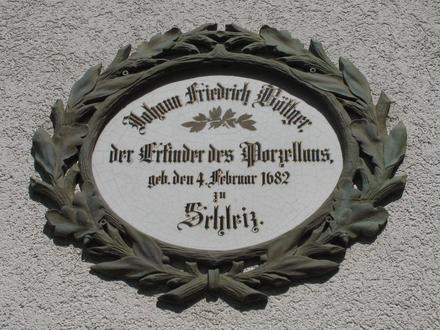 Johann Friedrich Böttger,
der Erfinder des Porzellans,
geb. den 4. Februar 1682
zu
Schleiz.